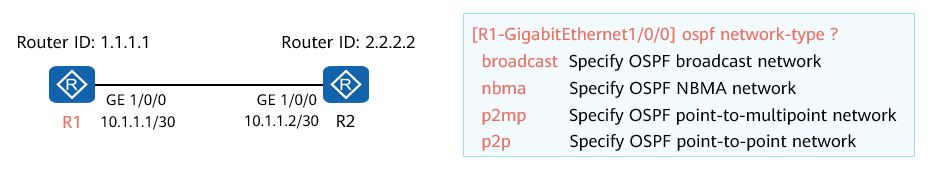 Router ID: 1.1.1.1
Router ID: 2.2.2.2
R
R
GE 1/0/0
GE 1/0/0
R1
10.1.1.1/30
10.1.1.2/30
R2
[R1-GigabitEthernet1/0/0] ospf network-type ?
broadcast Specify OSPF broadcast network
nbma Specify OSPF NBMA network
p2mp Specify OSPF point-to-multipoint network
p2p Specify OSPF point-to-point network